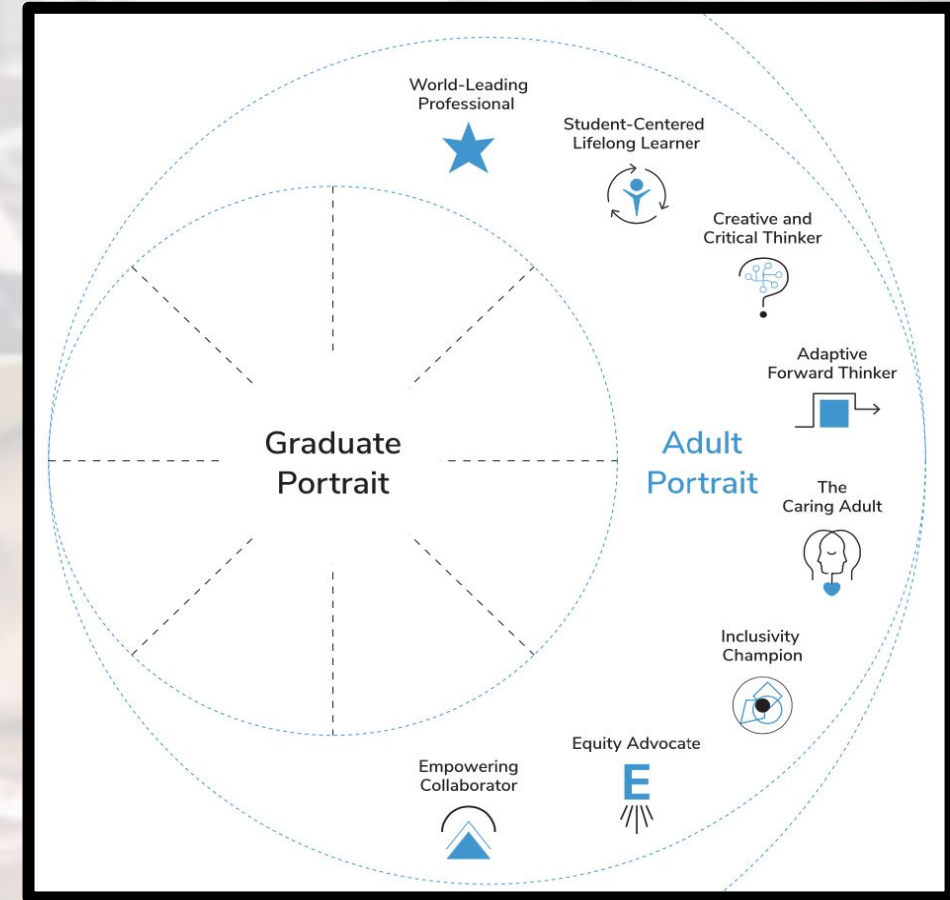 World-Leading
Professional
Student-Centered
Lifelong Learner
Creative and
Critical Thinker
Adaptive
Forward Thinker
Graduate
Portrait
Adult
Portrait
The
Caring Adult
Inclusivity
Champion
Equity Advocate
E
Empowering
Collaborator